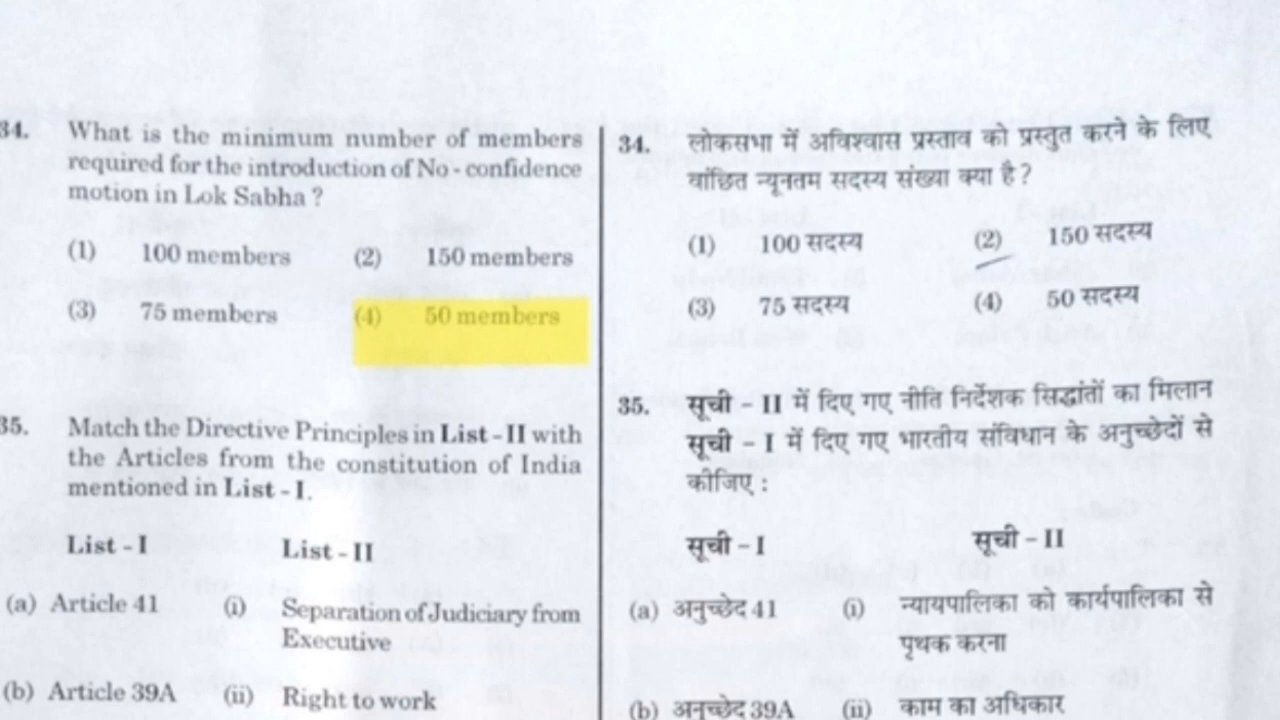 34. What is the minimum number of members
required for the introduction of No - confidence
motion in Lok Sabha ?
(1) 100 members (2) 150 members
(3) 75 members (4) 50 members
35. Match the Directive Principles in List - II with
the Articles from the constitution of India
mentioned in List - I.
List - I List - II
(a) Article 41 (i) Separation of Judiciary from
Executive
(b) Article 39A (ii) Right to work
34. लोकसभा में अविश्वास प्रस्ताव को प्रस्तुत करने के लिए
वांछित न्यूनतम सदस्य संख्या क्या है ?
(1) 100 सदस्य (2) 150 सदस्य
(3) 75 सदस्य (4) 50 सदस्य
35. सूची - II में दिए गए नीति निर्देशक सिद्धांतों का मिलान
सूची - I में दिए गए भारतीय संविधान के अनुच्छेदों से
कीजिए :
सूची - I सूची - II
(a) अनुच्छेद 41 (i) न्यायपालिका को कार्यपालिका से
पृथक करना
(b) अनुच्छेद 39A (ii) काम का अधिकार